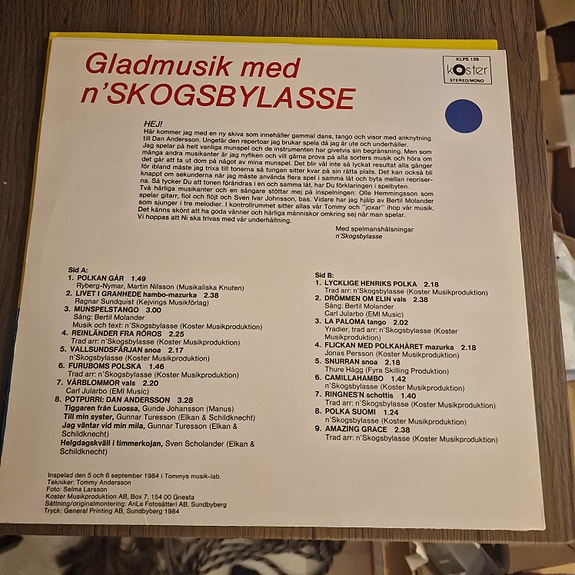 Gladmusik med
n'SKOGSBYLASSE
KLPS 139
köster
STEREO/MONO
HEJ!
Här kommer jag med en ny skiva som innehåller gammal dans, tango och visor med anknytning
till Dan Andersson. Ungefär den repertoar jag brukar spela då jag är ute och underhåller.
Jag spelar på helt vanliga munspel och de instrumenten har givetvis sin begränsning. Men som
många andra musikanter är jag nyfiken och vill gärna prova på alla sorters musik och höra om
det går att ta ut dom på något av mina munspel. Det blir väl inte så lyckat resultat alla gånger
för ibland måste jag trixa till tonerna så tungan sitter kvar på sin rätta plats. Det kan också bli
knappt om sekunderna när jag måste använda flera spel i samma låt och byta mellan repriser-
na. Så tycker Du att tonen förändras i en och samma låt, har Du förklaringen i spelbyten.
Två härliga musikanter och en sångare stöttar mej på inspelningen: Olle Hemmingsson som
spelar gitarr, fiol och flöjt och Sven Ivar Johnsson, bas. Vidare har jag hjälp av Bertil Molander
som sjunger i tre melodier. I kontrollrummet sitter allas vår Tommy och "joxar" ihop vår musik.
Det känns skönt att ha goda vänner och härliga människor omkring sej när man spelar.
Vi hoppas att Ni ska trivas med vår underhållning.
Med spelmanshälsningar
n'Skogsbylasse
Sid A:
1. POLKAN GÅR 1.49
Ryberg-Nymar, Martin Nilsson (Musikaliska Knuten)
2. LIVET I GRANHEDE hambo-mazurka 2.38
Ragnar Sundquist (Kejvings Musikförlag)
3. MUNSPELSTANGO 3.00
Sång: Bertil Molander
Musik och text: n'Skogsbylasse (Koster Musikproduktion)
4. REINLÄNDER FRA RÖROS 2.25
Trad arr: n'Skogsbylasse (Koster Musikproduktion)
5. VALLSUNDSFÄRJAN snoa 2.17
n'Skogsbylasse (Koster Musikproduktion)
6. FURUBOMS POLSKA 1.46
Trad arr: n'Skogsbylasse (Koster Musikproduktion)
7. VÅRBLOMMOR vals 2.20
Carl Jularbo (EMI Music)
8. POTPURRI: DAN ANDERSSON 3.28
Tiggaren från Luossa, Gunde Johansson (Manus)
Till min syster, Gunnar Turesson (Elkan & Schildknecht)
Jag väntar vid min mila, Gunnar Turesson (Elkan &
Schildknecht)
Helgdagskväll i timmerkojan, Sven Scholander (Elkan &
Schildknecht)
Sid B:
1. LYCKLIGE HENRIKS POLKA 2.18
Trad arr: n'Skogsbylasse (Koster Musikproduktion)
2. DRÖMMEN OM ELIN vals 2.38
Sång: Bertil Molander
Carl Jularbo (EMI Music)
3. LA PALOMA tango 2.02
Yradier, trad arr: n'Skogsbylasse (Koster
Musikproduktion)
4. FLICKAN MED POLKAHÅRET mazurka 2.18
Jonas Persson (Koster Musikproduktion)
5. SNURRAN snoa 2.18
Thure Hägg (Fyra Skilling Produktion)
6. CAMILLAHAMBO 1.42
n'Skogsbylasse (Koster Musikproduktion)
7. RINGNES'N schottis 1.40
Trad arr: n'Skogsbylasse (Koster Musikproduktion)
8. POLKA SUOMI 1.24
n'Skogsbylasse (Koster Musikproduktion)
9. AMAZING GRACE 2.38
Trad arr: n'Skogsbylasse (Koster Musikproduktion)
Inspelad den 5 och 6 september 1984 i Tommys musik-lab.
Tekniker: Tommy Andersson
Foto: Selma Larsson
Koster Musikproduktion AB, Box 7, 154 00 Gnesta
Sättning/originalmontering: AnLa Fotosätteri AB, Sundbyberg
Tryck: General Printing AB, Sundbyberg 1984